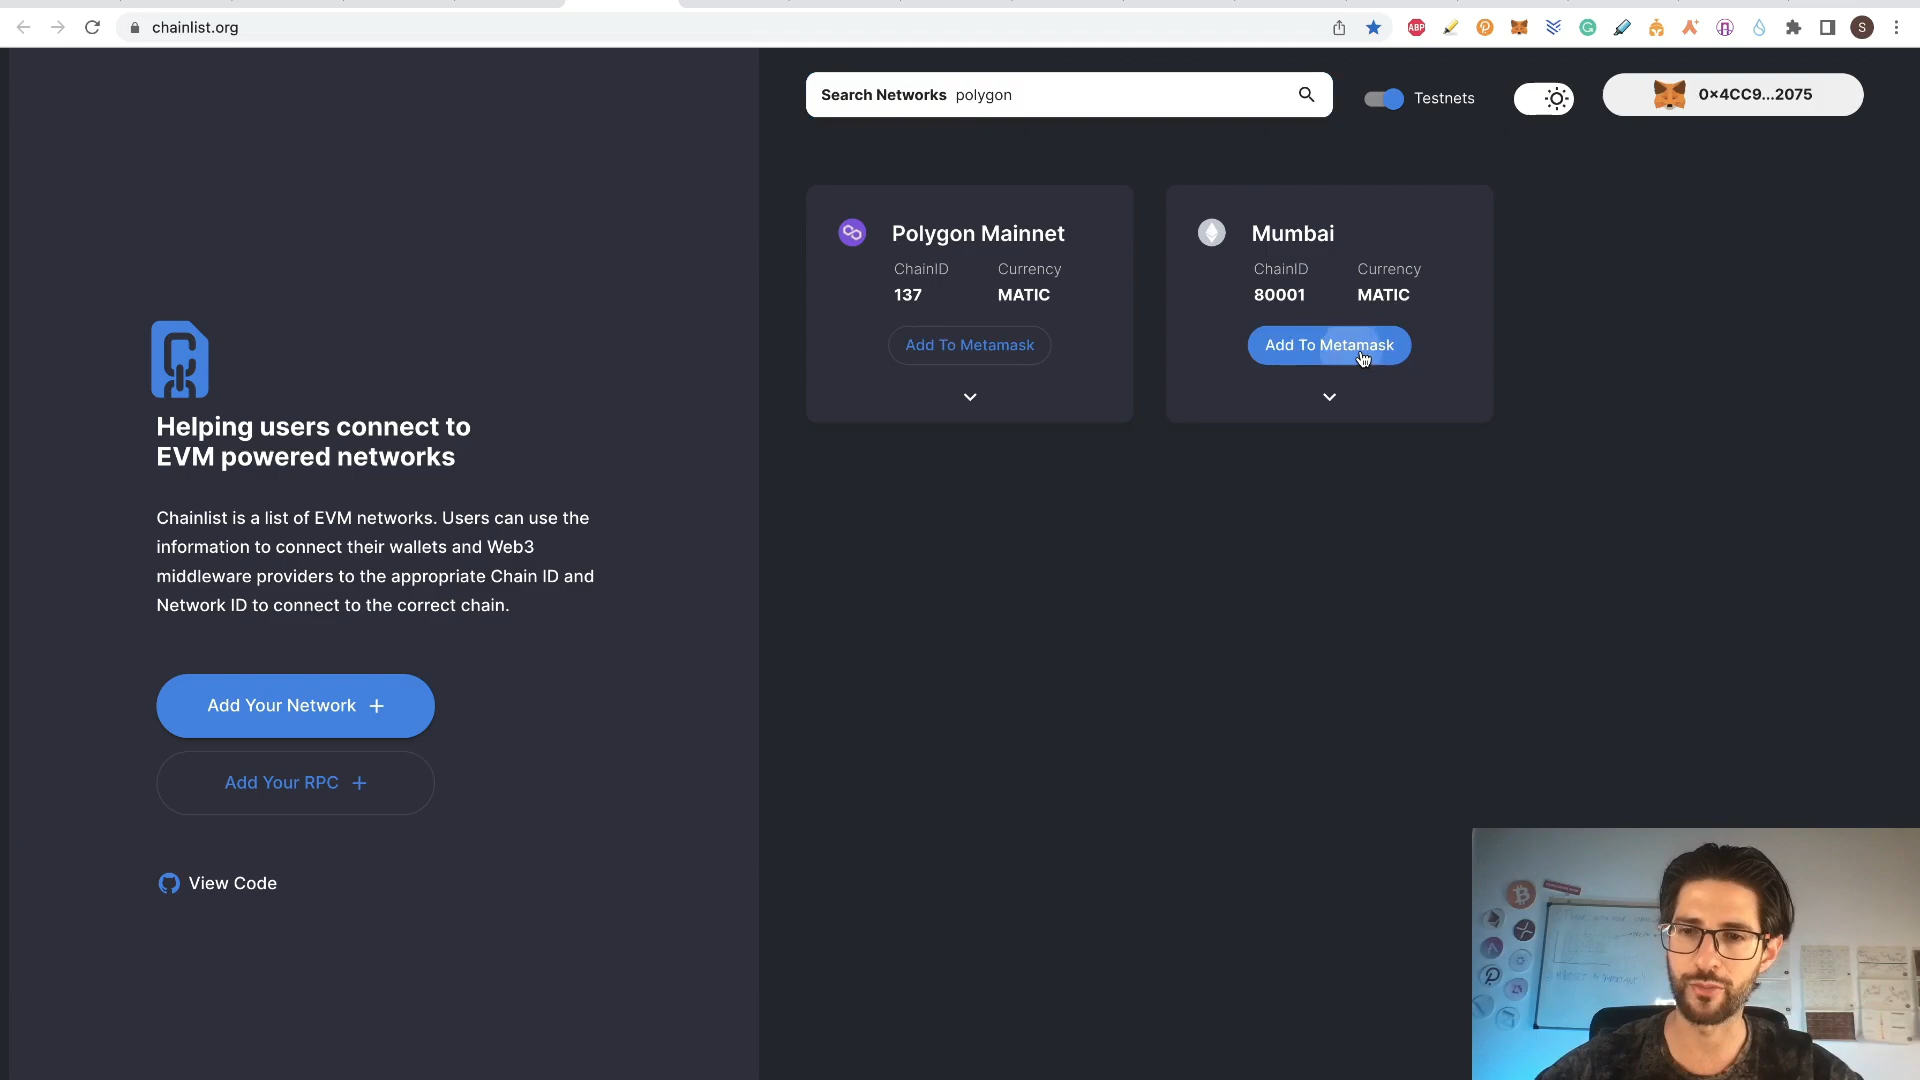 chainlist.org
ABP
S
Search Networks polygon
Testnets
0×4CC9...2075
Polygon Mainnet
ChainID Currency
137 MATIC
Add To Metamask
Mumbai
ChainID Currency
80001 MATIC
Add To Metamask
Helping users connect to
EVM powered networks
Chainlist is a list of EVM networks. Users can use the
information to connect their wallets and Web3
middleware providers to the appropriate Chain ID and
Network ID to connect to the correct chain.
Add Your Network +
Add Your RPC +
View Code